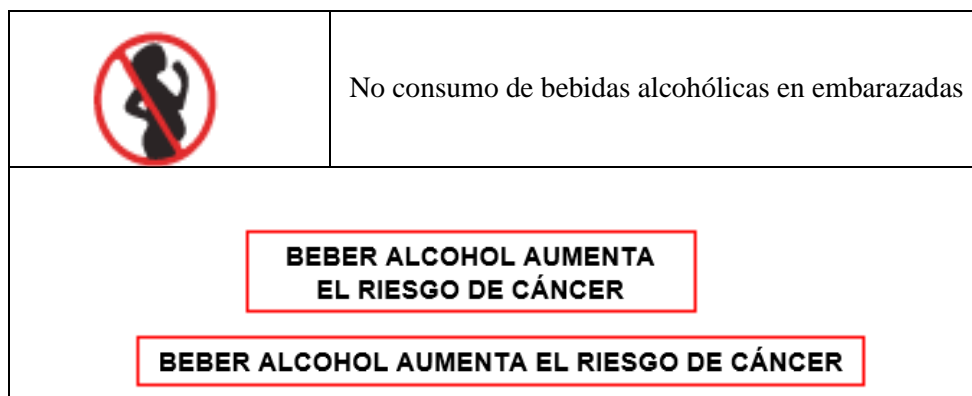 No consumo de bebidas alcohólicas en embarazadas
BEBER ALCOHOL AUMENTA
EL RIESGO DE CÁNCER
BEBER ALCOHOL AUMENTA EL RIESGO DE CÁNCER